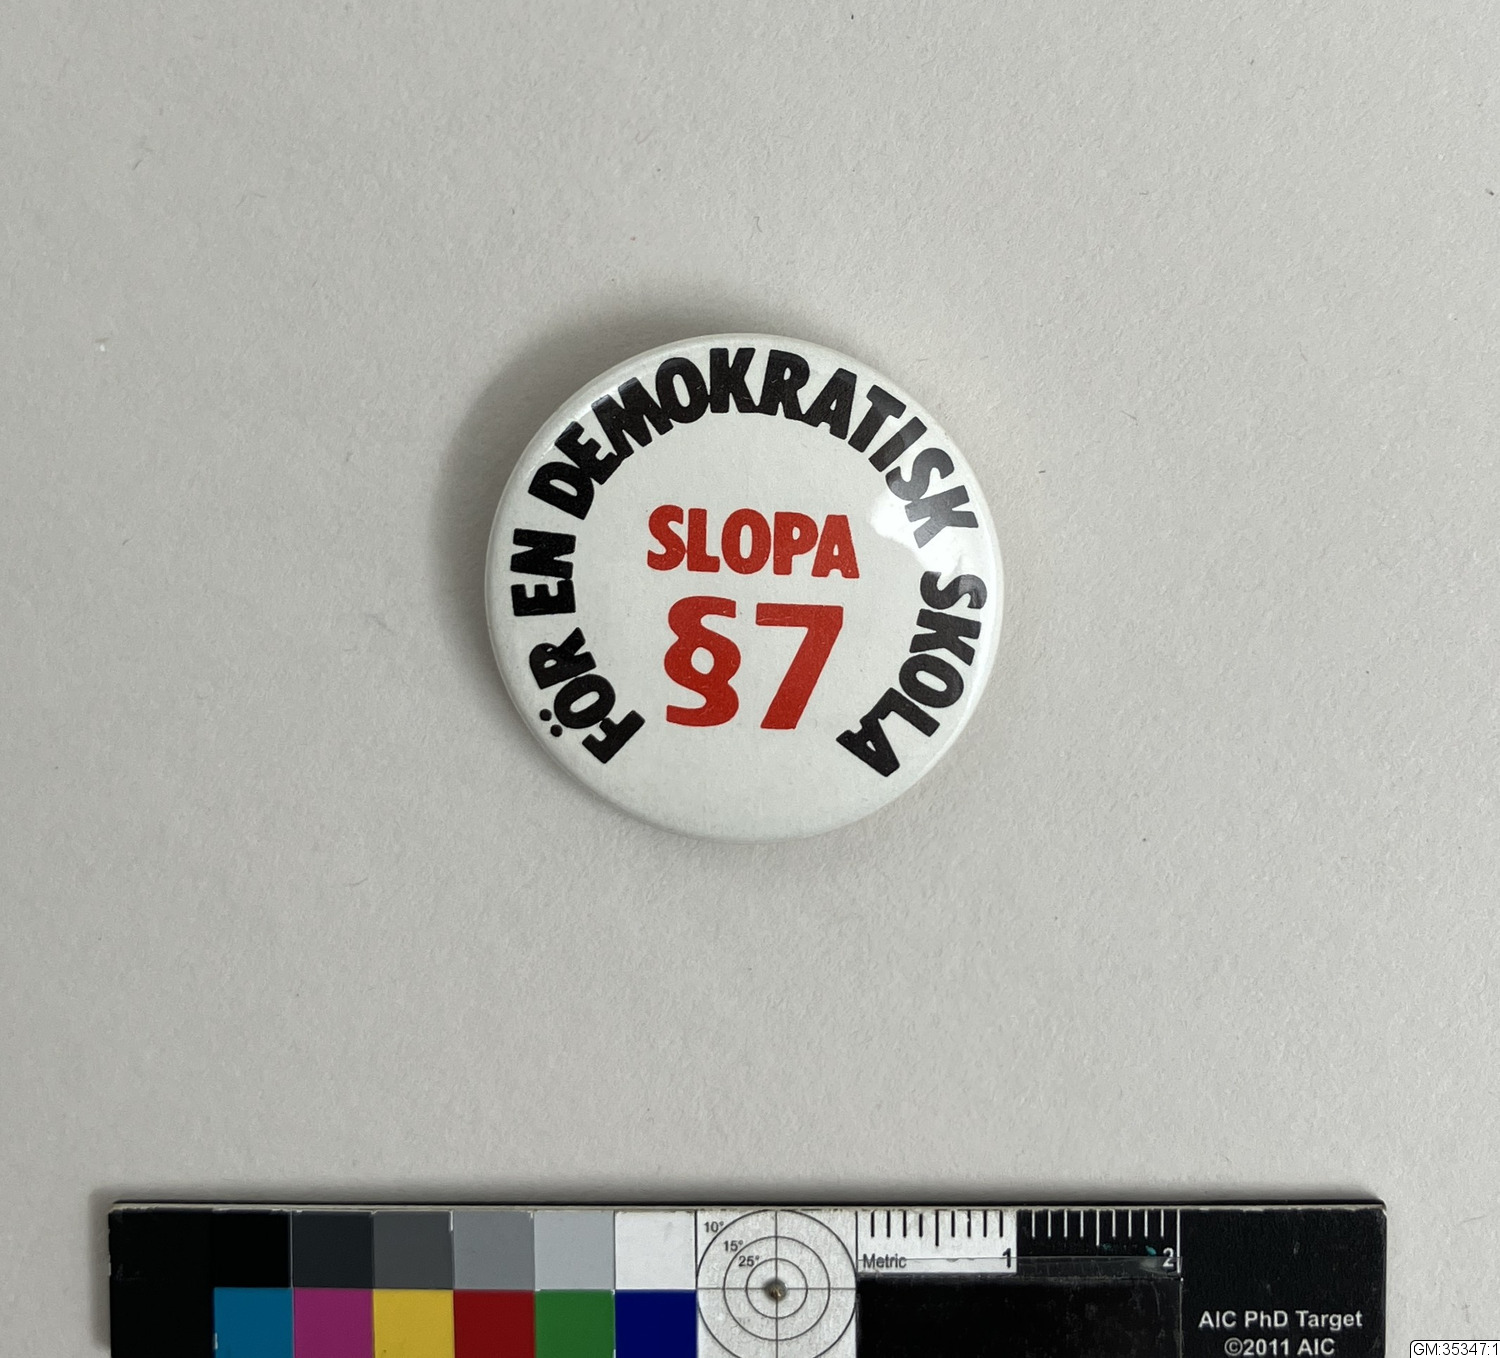 FÖR EN DEMOKRATISK SKOLA
SLOPA
§7
10°
15°
25°
Metric
1
2
AIC PhD Target
©2011 AIC
GM:35347:1